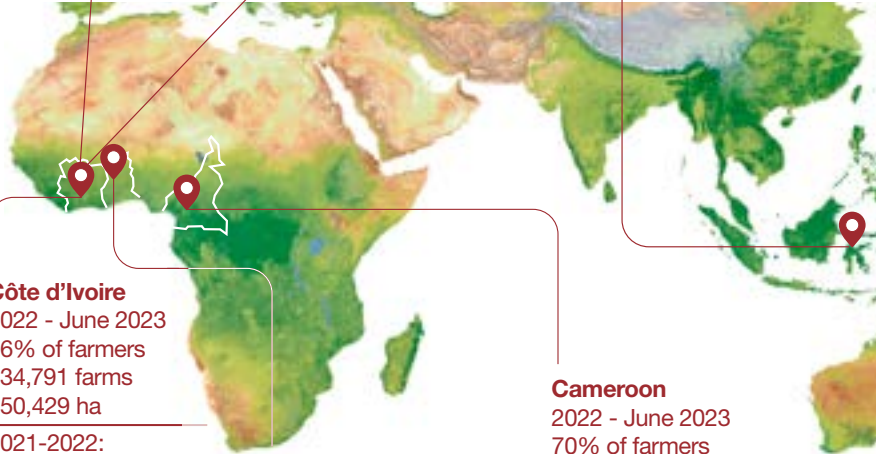 Côte d’Ivoire
022 - June 2023
6% of farmers
34,791 farms
50,429 ha
021-2022:
Cameroon
2022 - June 2023
70% of farmers